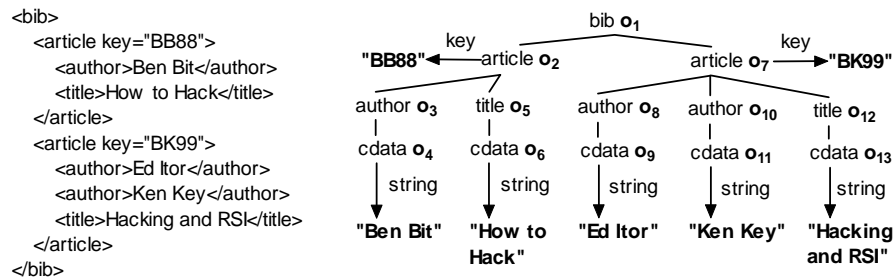 <bib>
<article key="BB88">
<author>Ben Bit</author>
<title>How to Hack</title>
</article>
<article key="BK99">
<author>Ed Itor</author>
<author>Ken Key</author>
<title>Hacking and RSI</title>
</article>
</bib>
bib o1
key key
"BB88" article o2 article o7 "BK99"
author o3 title o5 author o8 author o10 title o12
cdata o4 cdata o6 cdata o9 cdata o11 cdata o13
string string string string string
"Ben Bit" "How to "Ed Itor" "Ken Key" "Hacking
Hack" and RSI"